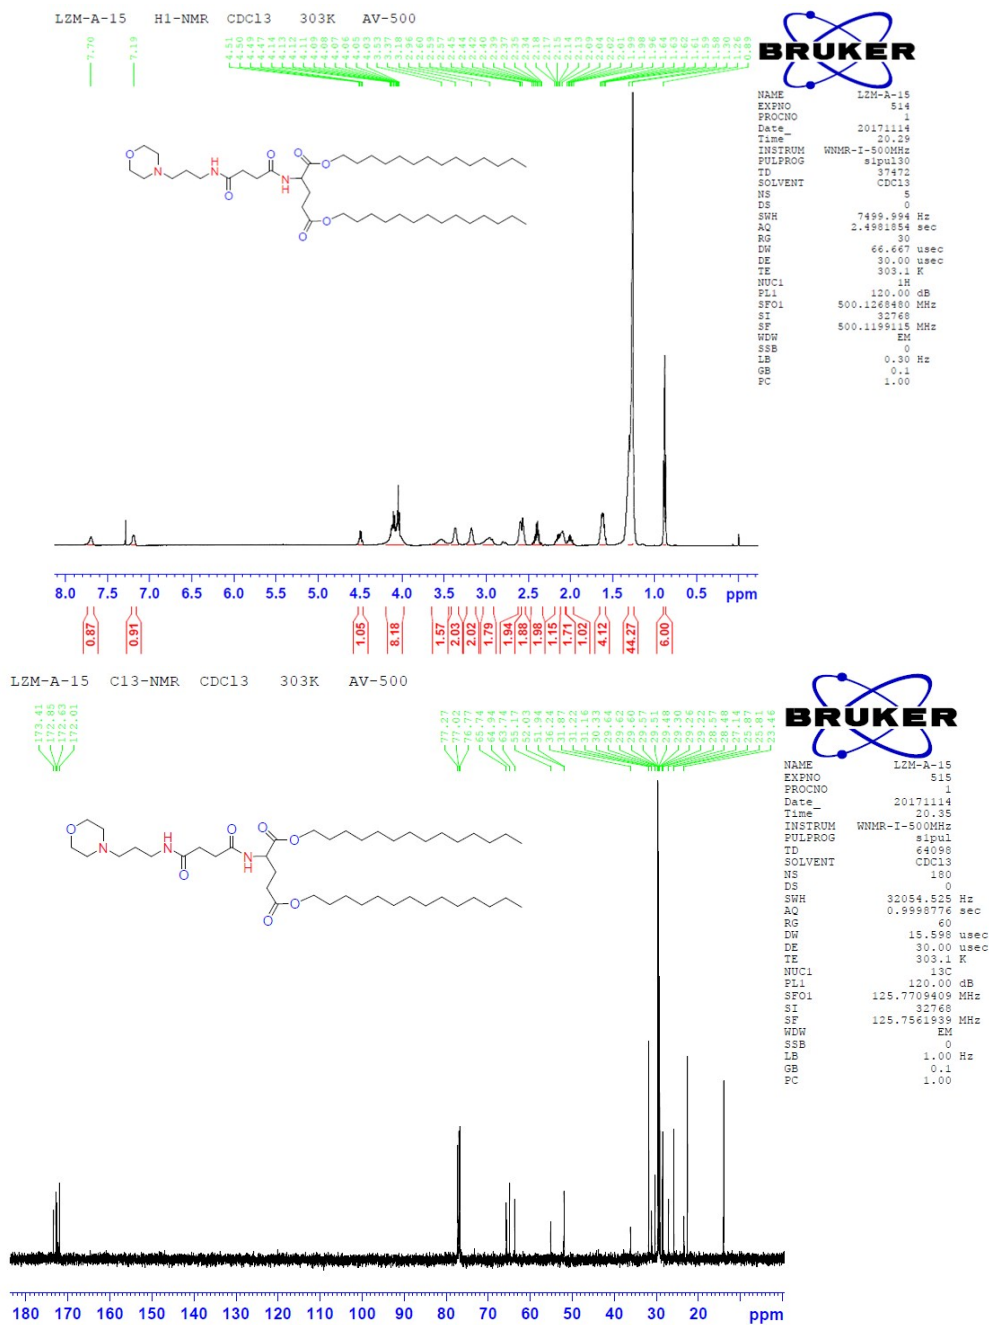 LZM-A-15 H1-NMR CDCl3 303K AV-500
7.70
7.19
4.51
4.50
4.49
4.47
4.14
4.13
4.12
4.11
4.09
4.08
4.07
4.06
4.05
4.03
3.53
3.37
3.18
2.96
2.60
2.59
2.57
2.45
2.44
2.42
2.40
2.39
2.37
2.35
2.34
2.18
2.17
2.15
2.14
2.13
2.09
2.04
2.02
2.01
1.99
1.98
1.96
1.64
1.63
1.62
1.61
1.59
1.58
1.30
1.26
0.89
BRUKER
NAME LZM-A-15
EXPNO 514
PROCNO 1
Date_ 20171114
Time 20.29
INSTRUM WNMR-I-500MHz
PULPROG s1pul30
TD 37472
SOLVENT CDCl3
NS 5
DS 0
SWH 7499.994 Hz
AQ 2.4981854 sec
RG 30
DW 66.667 usec
DE 30.00 usec
TE 303.1 K
NUC1 1H
PL1 120.00 dB
SFO1 500.1268480 MHz
SI 32768
SF 500.1199115 MHz
WDW EM
SSB 0
LB 0.30 Hz
GB 0.1
PC 1.00
O
N
H
N
O
O
N
H
O
O
O
O
8.0 7.5 7.0 6.5 6.0 5.5 5.0 4.5 4.0 3.5 3.0 2.5 2.0 1.5 1.0 0.5 ppm
0.87
0.91
1.05
8.18
1.57
2.03
2.02
1.79
1.94
1.88
1.98
1.15
1.71
1.02
4.12
44.27
6.00
LZM-A-15 C13-NMR CDCl3 303K AV-500
173.41
172.85
172.63
172.01
77.27
77.02
76.77
65.74
64.94
63.74
55.17
52.03
51.94
36.24
31.87
31.22
31.16
30.33
29.64
29.62
29.60
29.57
29.51
29.48
29.30
29.26
29.22
28.57
28.48
27.14
25.87
25.81
23.46
BRUKER
NAME LZM-A-15
EXPNO 515
PROCNO 1
Date_ 20171114
Time 20.35
INSTRUM WNMR-I-500MHz
PULPROG s1pul
TD 64098
SOLVENT CDCl3
NS 180
DS 0
SWH 32054.525 Hz
AQ 0.9998776 sec
RG 60
DW 15.598 usec
DE 30.00 usec
TE 303.1 K
NUC1 13C
PL1 120.00 dB
SFO1 125.7709409 MHz
SI 32768
SF 125.7561939 MHz
WDW EM
SSB 0
LB 1.00 Hz
GB 0.1
PC 1.00
O
N
H
N
O
O
N
H
O
O
O
O
180 170 160 150 140 130 120 110 100 90 80 70 60 50 40 30 20 ppm